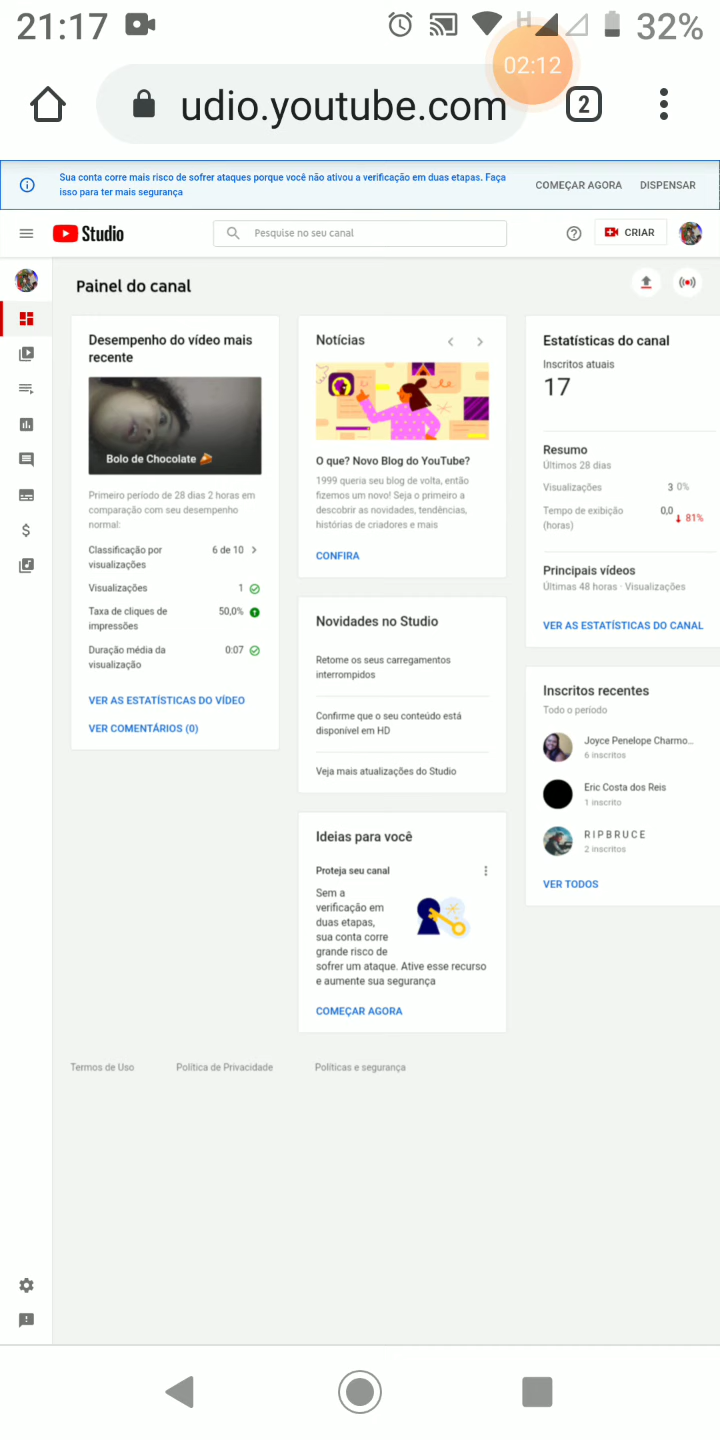 21:17
H
32%
02:12
udio.youtube.com
2
Sua conta corre mais risco de sofrer ataques porque você não ativou a verificação em duas etapas. Faça
isso para ter mais segurança
COMEÇAR AGORA
DISPENSAR
Studio
Pesquise no seu canal
CRIAR
Painel do canal
Desempenho do vídeo mais
recente
Bolo de Chocolate
Primeiro período de 28 dias 2 horas em
comparação com seu desempenho
normal:
Classificação por
visualizações
6 de 10
Visualizações
1
Taxa de cliques de
impressões
50,0%
Duração média da
visualização
0:07
VER AS ESTATÍSTICAS DO VÍDEO
VER COMENTÁRIOS (0)
Notícias
O que? Novo Blog do YouTube?
1999 queria seu blog de volta, então
fizemos um novo! Seja o primeiro a
descobrir as novidades, tendências,
histórias de criadores e mais
CONFIRA
Novidades no Studio
Retome os seus carregamentos
interrompidos
Confirme que o seu conteúdo está
disponível em HD
Veja mais atualizações do Studio
Ideias para você
Proteja seu canal
Sem a
verificação em
duas etapas,
sua conta corre
grande risco de
sofrer um ataque. Ative esse recurso
e aumente sua segurança
COMEÇAR AGORA
Estatísticas do canal
Inscritos atuais
17
Resumo
Últimos 28 dias
Visualizações
3 0%
Tempo de exibição
(horas)
0,0
81%
Principais vídeos
Últimas 48 horas · Visualizações
VER AS ESTATÍSTICAS DO CANAL
Inscritos recentes
Todo o período
Joyce Penelope Charmo...
6 inscritos
Eric Costa dos Reis
1 inscrito
R I P B R U C E
2 inscritos
VER TODOS
Termos de Uso
Política de Privacidade
Políticas e segurança